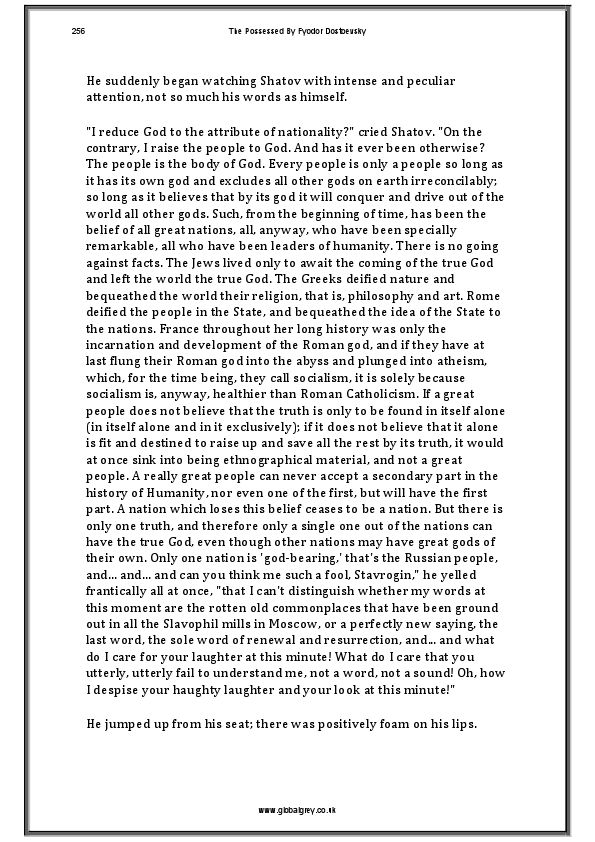 256
The Possessed By Fyodor Dostoevsky
He suddenly began watching Shatov with intense and peculiar
attention, not so much his words as himself.
"I reduce God to the attribute of nationality?" cried Shatov. "On the
contrary, I raise the people to God. And has it ever been otherwise?
The people is the body of God. Every people is only a people so long as
it has its own god and excludes all other gods on earth irreconcilably;
so long as it believes that by its god it will conquer and drive out of the
world all other gods. Such, from the beginning of time, has been the
belief of all great nations, all, anyway, who have been specially
remarkable, all who have been leaders of humanity. There is no going
against facts. The Jews lived only to await the coming of the true God
and left the world the true God. The Greeks deified nature and
bequeathed the world their religion, that is, philosophy and art. Rome
deified the people in the State, and bequeathed the idea of the State to
the nations. France throughout her long history was only the
incarnation and development of the Roman god, and if they have at
last flung their Roman god into the abyss and plunged into atheism,
which, for the time being, they call socialism, it is solely because
socialism is, anyway, healthier than Roman Catholicism. If a great
people does not believe that the truth is only to be found in itself alone
(in itself alone and in it exclusively); if it does not believe that it alone
is fit and destined to raise up and save all the rest by its truth, it would
at once sink into being ethnographical material, and not a great
people. A really great people can never accept a secondary part in the
history of Humanity, nor even one of the first, but will have the first
part. A nation which loses this belief ceases to be a nation. But there is
only one truth, and therefore only a single one out of the nations can
have the true God, even though other nations may have great gods of
their own. Only one nation is 'god-bearing,' that's the Russian people,
and... and... and can you think me such a fool, Stavrogin," he yelled
frantically all at once, "that I can't distinguish whether my words at
this moment are the rotten old commonplaces that have been ground
out in all the Slavophil mills in Moscow, or a perfectly new saying, the
last word, the sole word of renewal and resurrection, and... and what
do I care for your laughter at this minute! What do I care that you
utterly, utterly fail to understand me, not a word, not a sound! Oh, how
I despise your haughty laughter and your look at this minute!"
He jumped up from his seat; there was positively foam on his lips.
www.globalgrey.co.uk